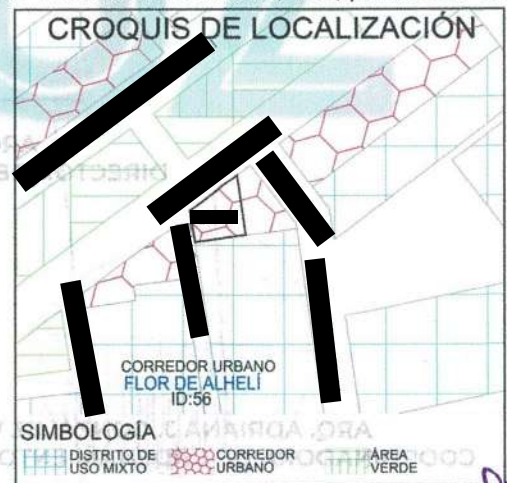 CROQUIS DE LOCALIZACIÓN
CORREDOR URBANO
FLOR DE ALHELÍ
ID:56
SIMBOLOGÍA
DISTRITO DE USO MIXTO
CORREDOR URBANO
ÁREA VERDE